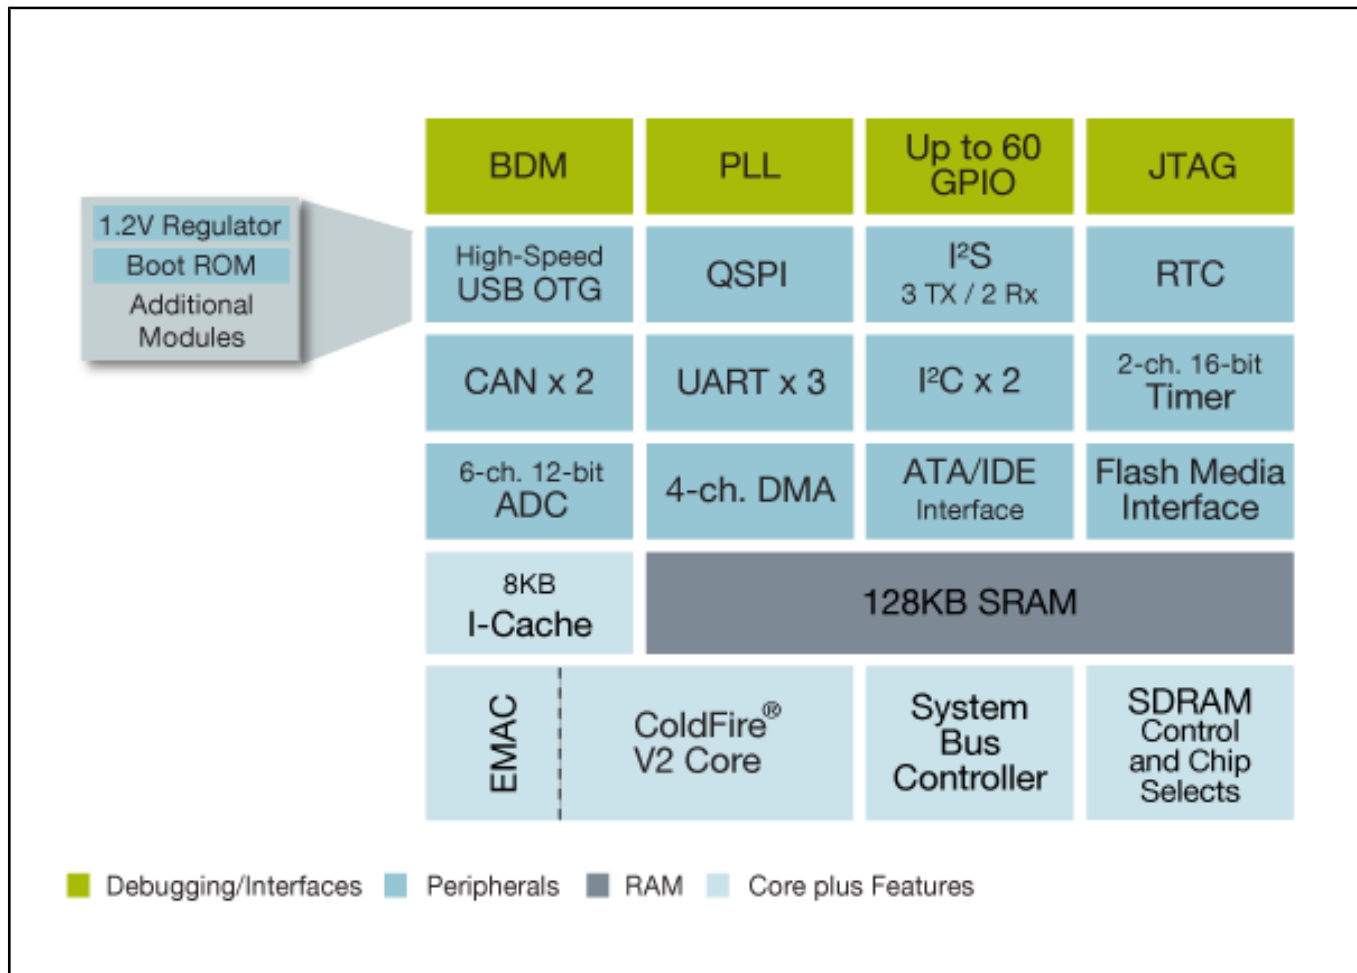 BDM
PLL
Up to 60
GPIO
JTAG
1.2V Regulator
Boot ROM
Additional
Modules
High-Speed
USB OTG
QSPI
I²S
3 TX / 2 Rx
RTC
CAN x 2
UART x 3
I²C x 2
2-ch. 16-bit
Timer
6-ch. 12-bit
ADC
4-ch. DMA
ATA/IDE
Interface
Flash Media
Interface
8KB
I-Cache
128KB SRAM
EMAC
ColdFire®
V2 Core
System
Bus
Controller
SDRAM
Control
and Chip
Selects
Debugging/Interfaces
Peripherals
RAM
Core plus Features